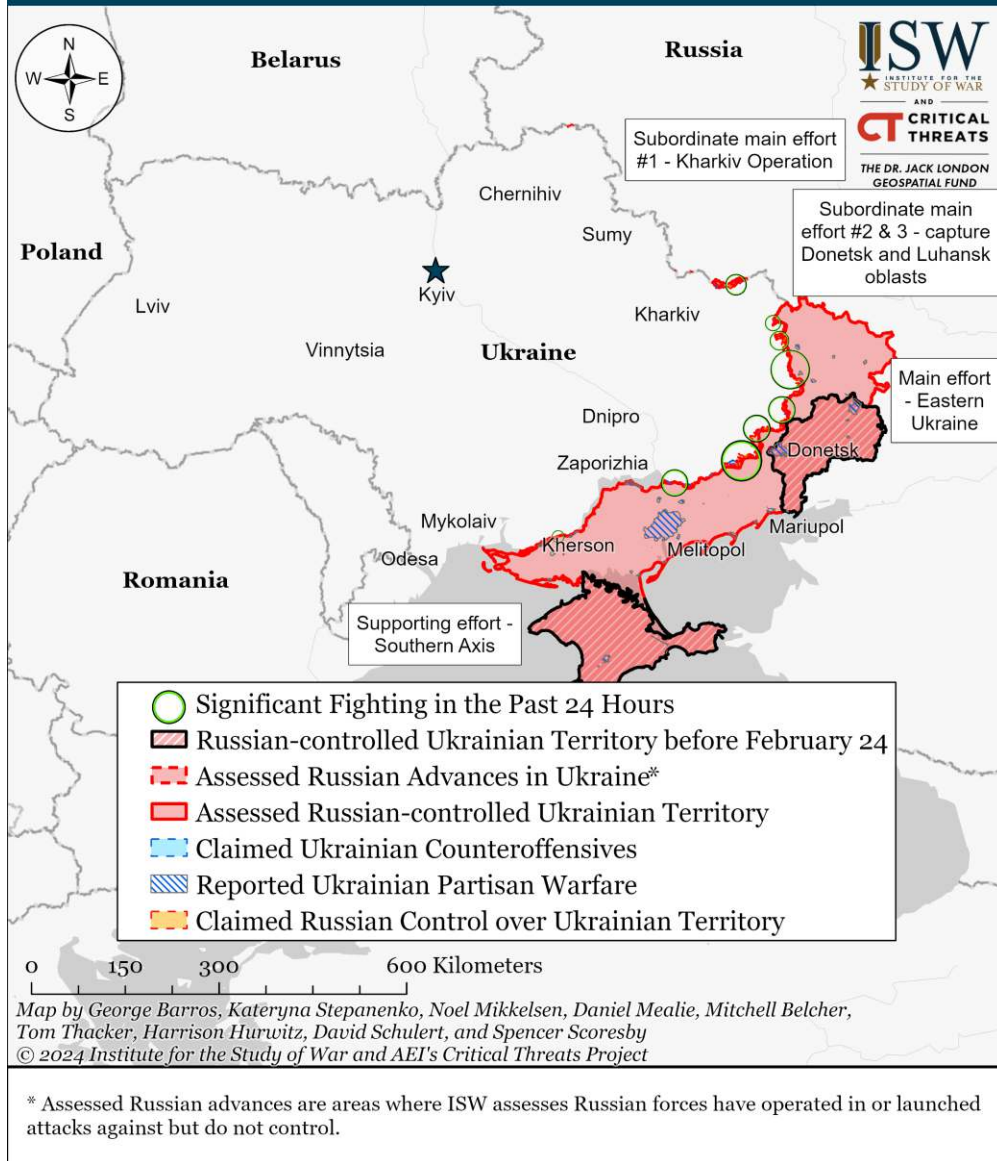 N
W
E
S
Belarus
Russia
ISW
INSTITUTE FOR THE
STUDY OF WAR
AND
CT CRITICAL
THREATS
THE DR. JACK LONDON
GEOSPATIAL FUND
Subordinate main effort
#1 - Kharkiv Operation
Subordinate main
effort #2 & 3 - capture
Donetsk and Luhansk
oblasts
Chernihiv
Sumy
Poland
Kyiv
Lviv
Kharkiv
Vinnytsia
Ukraine
Main effort
- Eastern
Ukraine
Dnipro
Donetsk
Zaporizhia
Mykolaiv
Mariupol
Kherson
Melitopol
Odesa
Romania
Supporting effort -
Southern Axis
Significant Fighting in the Past 24 Hours
Russian-controlled Ukrainian Territory before February 24
Assessed Russian Advances in Ukraine*
Assessed Russian-controlled Ukrainian Territory
Claimed Ukrainian Counteroffensives
Reported Ukrainian Partisan Warfare
Claimed Russian Control over Ukrainian Territory
0 150 300 600 Kilometers
Map by George Barros, Kateryna Stepanenko, Noel Mikkelsen, Daniel Mealie, Mitchell Belcher,
Tom Thacker, Harrison Hurwitz, David Schulert, and Spencer Scoresby
© 2024 Institute for the Study of War and AEI's Critical Threats Project
* Assessed Russian advances are areas where ISW assesses Russian forces have operated in or launched
attacks against but do not control.